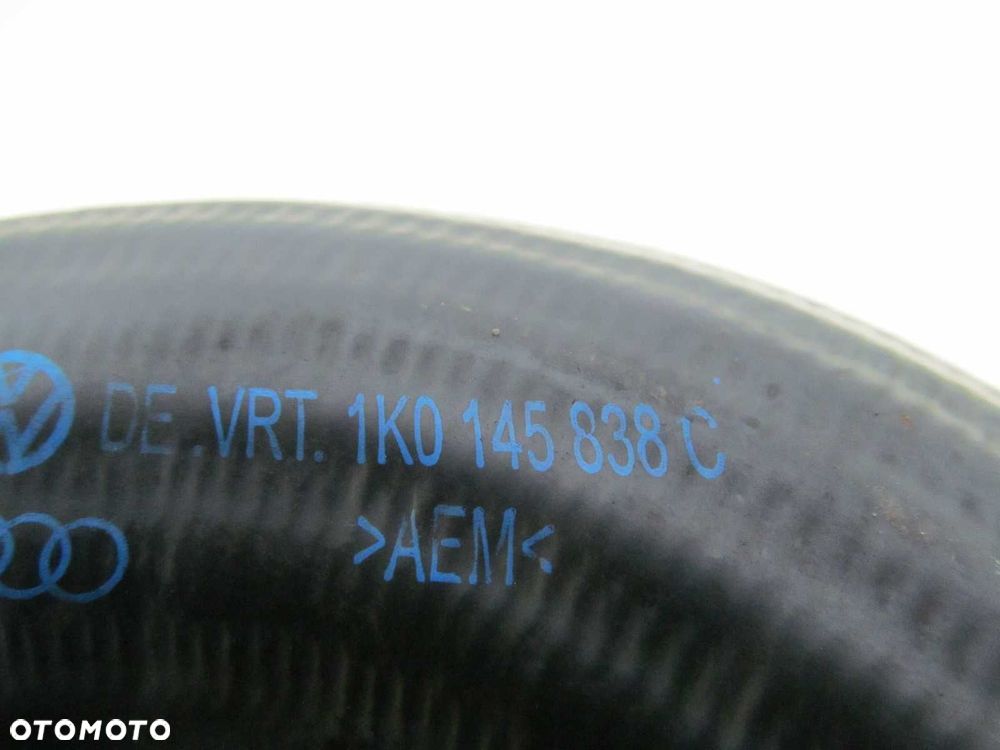 DE .VRT. 1K0 145 838 C
>AEM<
OTOMOTO